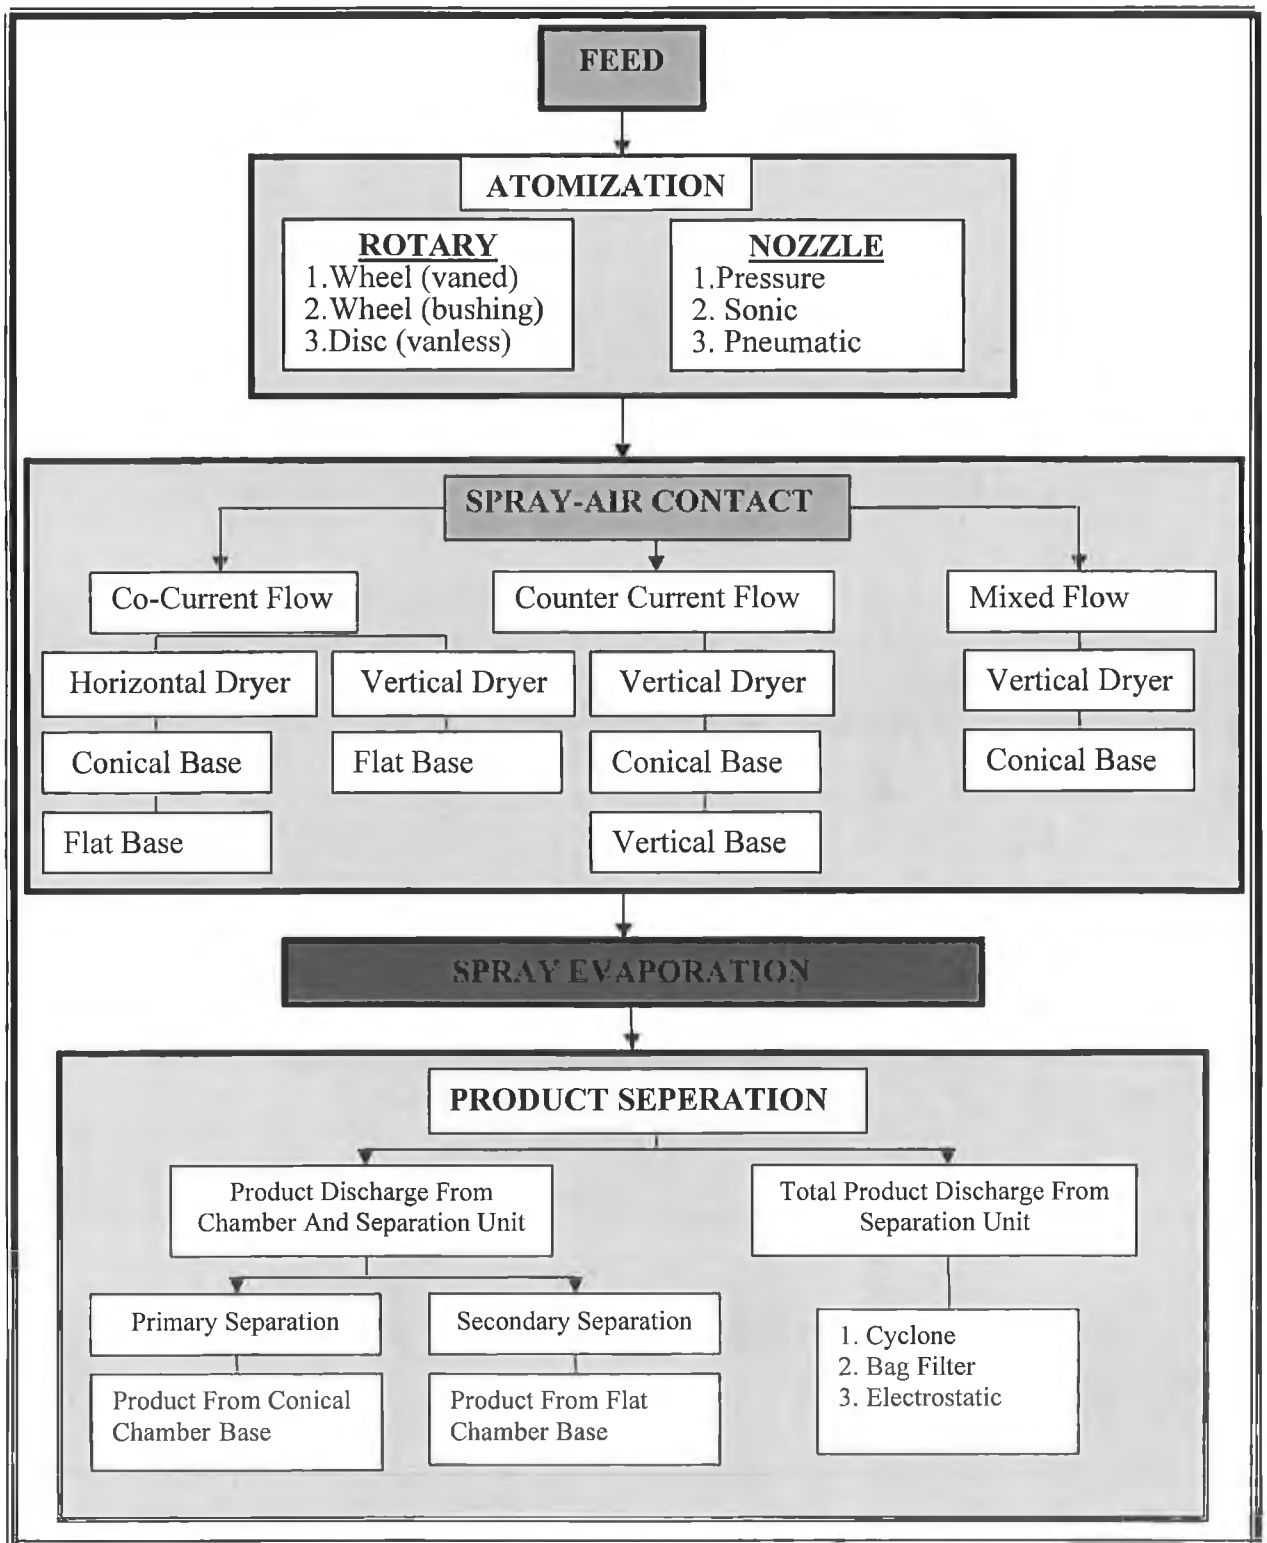 FEED
ATOMIZATION
ROTARY
1.Wheel (vaned)
2.Wheel (bushing)
3.Disc (vanless)
NOZZLE
1.Pressure
2. Sonic
3. Pneumatic
SPRAY-AIR CONTACT
Co-Current Flow
Counter Current Flow
Mixed Flow
Horizontal Dryer
Vertical Dryer
Vertical Dryer
Vertical Dryer
Conical Base
Flat Base
Conical Base
Conical Base
Flat Base
Vertical Base
SPRAY EVAPORATION
PRODUCT SEPERATION
Product Discharge From
Chamber And Separation Unit
Total Product Discharge From
Separation Unit
Primary Separation
Secondary Separation
Product From Conical
Chamber Base
Product From Flat
Chamber Base
1. Cyclone
2. Bag Filter
3. Electrostatic